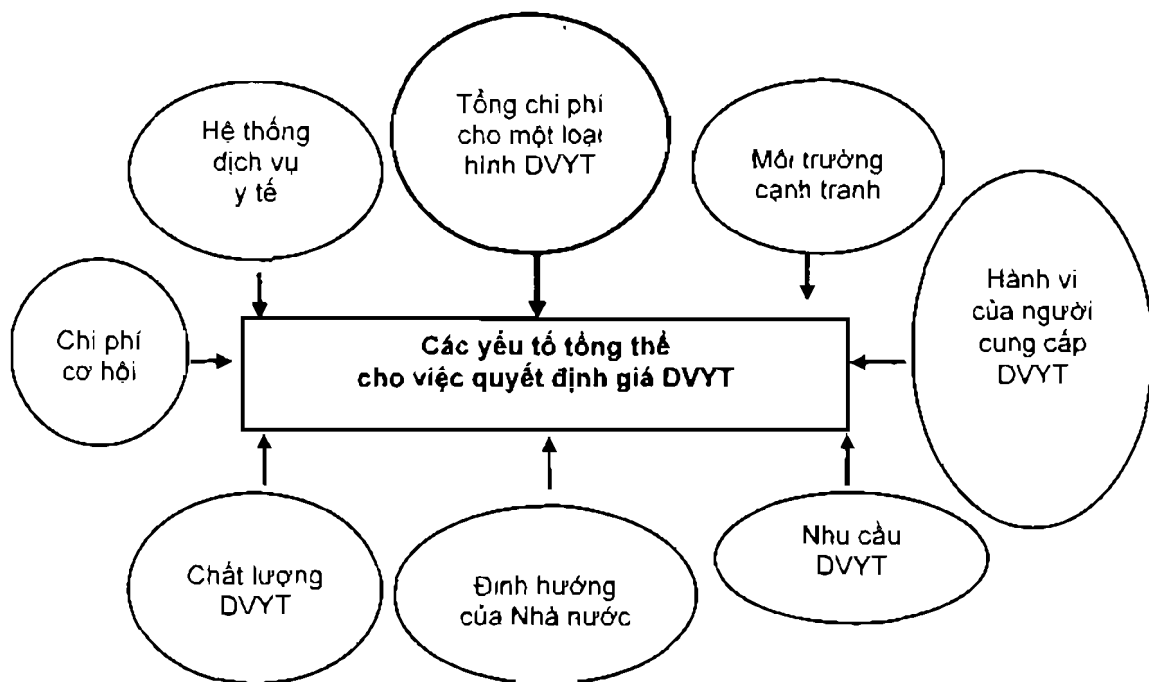 Hệ thống
dịch vụ
y tế
Tổng chi phí
cho một loại
hình DVYT
Môi trường
cạnh tranh
Chi phí
cơ hội
Các yếu tố tổng thể
cho việc quyết định giá DVYT
Hành vi
của người
cung cấp
DVYT
Chất lượng
DVYT
Định hướng
của Nhà nước
Nhu cầu
DVYT